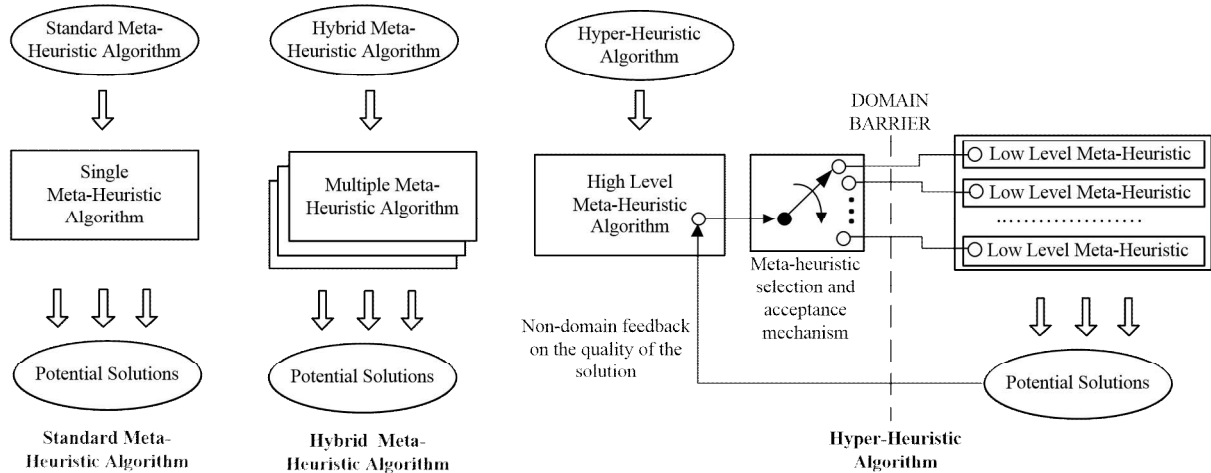 Standard Meta-
Heuristic Algorithm
Single
Meta-Heuristic
Algorithm
Potential Solutions
Standard Meta-
Heuristic Algorithm
Hybrid Meta-
Heuristic Algorithm
Multiple Meta-
Heuristic Algorithm
Potential Solutions
Hybrid Meta-
Heuristic Algorithm
Hyper-Heuristic
Algorithm
High Level
Meta-Heuristic
Algorithm
Meta-heuristic
selection and
acceptance
mechanism
DOMAIN
BARRIER
Low Level Meta-Heuristic
Low Level Meta-Heuristic
...................
Low Level Meta-Heuristic
Non-domain feedback
on the quality of the
solution
Potential Solutions
Hyper-Heuristic
Algorithm